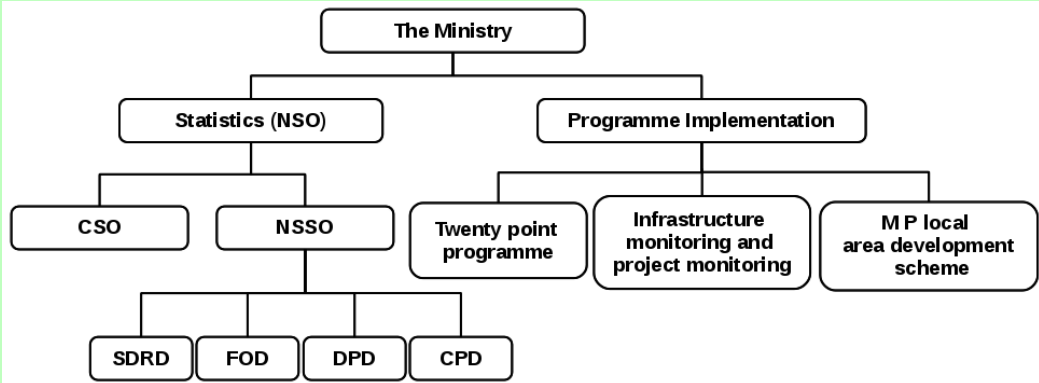 The Ministry
Statistics (NSO)
Programme Implementation
CSO
NSSO
Twenty point
programme
Infrastructure
monitoring and
project monitoring
M P local
area development
scheme
SDRD
FOD
DPD
CPD